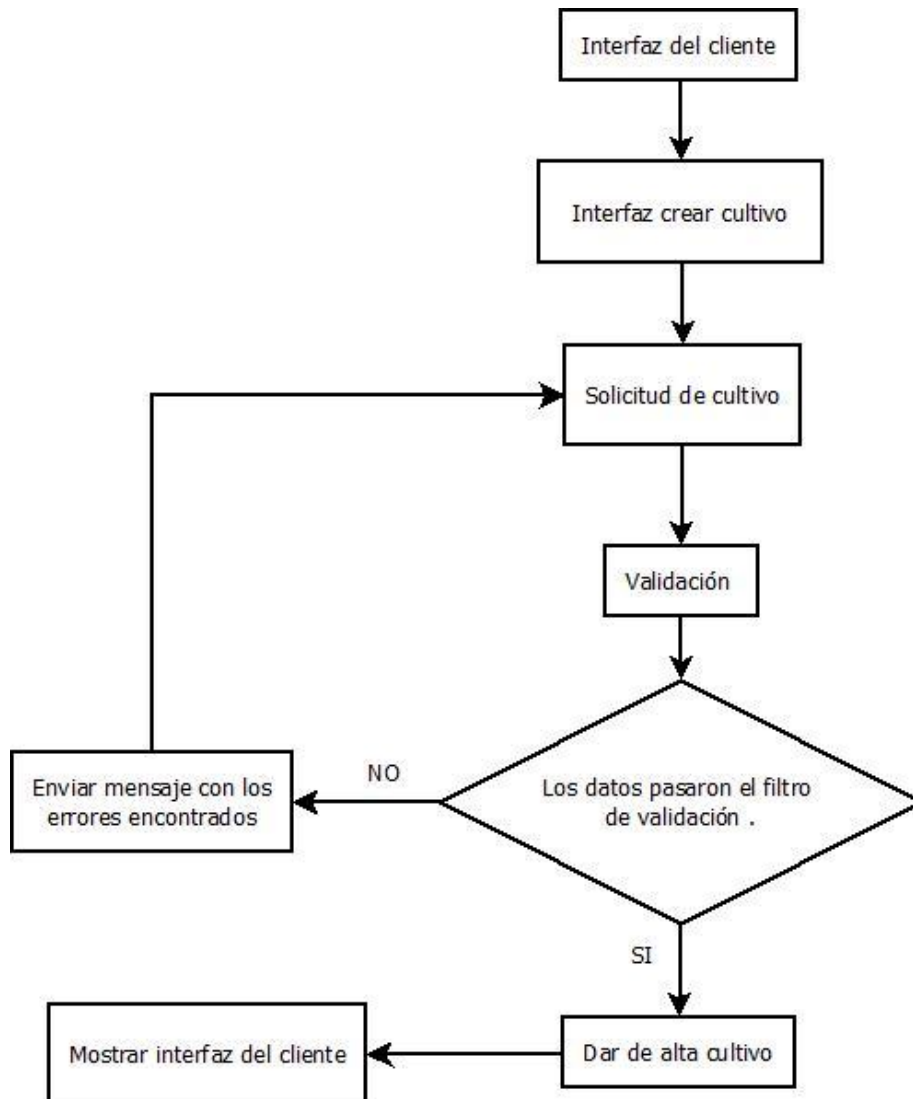 Interfaz del cliente
Interfaz crear cultivo
Solicitud de cultivo
Validación
Los datos pasaron el filtro
de validación .
NO
Enviar mensaje con los
errores encontrados
SI
Dar de alta cultivo
Mostrar interfaz del cliente